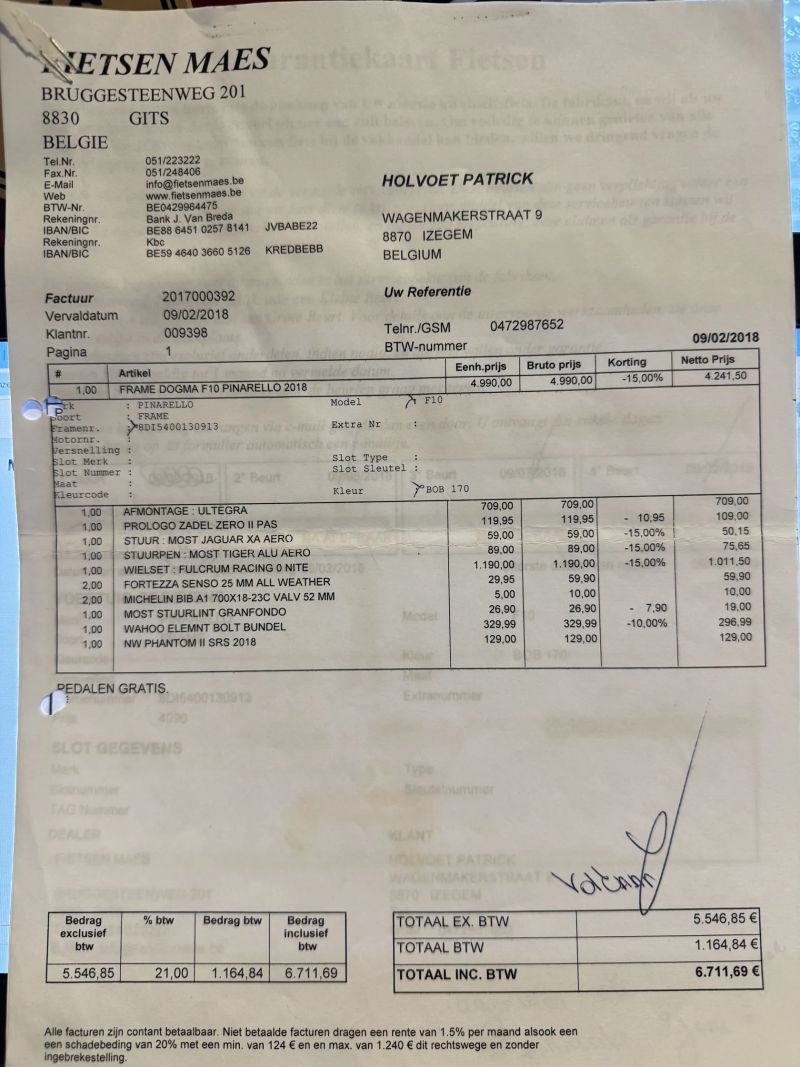 FIETSEN MAES
BRUGGESTEENWEG 201
8830 GITS
BELGIE
Tel.Nr. 051/223222
Fax.Nr. 051/248406
E-Mail info@fietsenmaes.be
Web www.fietsenmaes.be
BTW-Nr. BE0429964475
Rekeningnr. Bank J. Van Breda
IBAN/BIC BE88 6451 0257 8141 JVBABE22
Rekeningnr. Kbc
IBAN/BIC BE59 4640 3660 5126 KREDBEBB
HOLVOET PATRICK
WAGENMAKERSTRAAT 9
8870 IZEGEM
BELGIUM
Factuur 2017000392
Vervaldatum 09/02/2018
Klantnr. 009398
Pagina 1
Uw Referentie
Telnr./GSM 0472987652
BTW-nummer
09/02/2018
# Artikel Eenh.prijs Bruto prijs Korting Netto Prijs
1,00 FRAME DOGMA F10 PINARELLO 2018 4.990,00 4.990,00 -15,00% 4.241,50
: PINARELLO Model F10
Soort : FRAME
Framenr. : 8DI5400130913 Extra Nr :
Motornr. :
Versnelling :
Slot Merk : Slot Type :
Slot Nummer : Slot Sleutel :
Maat :
Kleurcode : Kleur BOB 170
1,00 AFMONTAGE : ULTEGRA 709,00 709,00 709,00
1,00 PROLOGO ZADEL ZERO II PAS 119,95 119,95 - 10,95 109,00
1,00 STUUR : MOST JAGUAR XA AERO 59,00 59,00 -15,00% 50,15
1,00 STUURPEN : MOST TIGER ALU AERO 89,00 89,00 -15,00% 75,65
1,00 WIELSET : FULCRUM RACING 0 NITE 1.190,00 1.190,00 -15,00% 1.011,50
2,00 FORTEZZA SENSO 25 MM ALL WEATHER 29,95 59,90 59,90
2,00 MICHELIN BIB A1 700X18-23C VALV 52 MM 5,00 10,00 10,00
1,00 MOST STUURLINT GRANFONDO 26,90 26,90 - 7,90 19,00
1,00 WAHOO ELEMNT BOLT BUNDEL 329,99 329,99 -10,00% 296,99
1,00 NW PHANTOM II SRS 2018 129,00 129,00 129,00
PEDALEN GRATIS.
Bedrag exclusief btw % btw Bedrag btw Bedrag inclusief btw
5.546,85 21,00 1.164,84 6.711,69
TOTAAL EX. BTW 5.546,85 €
TOTAAL BTW 1.164,84 €
TOTAAL INC. BTW 6.711,69 €
Alle facturen zijn contant betaalbaar. Niet betaalde facturen dragen een rente van 1.5% per maand alsook een
een schadebeding van 20% met een min. van 124 € en en max. van 1.240 € dit rechtswege en zonder
ingebrekestelling.